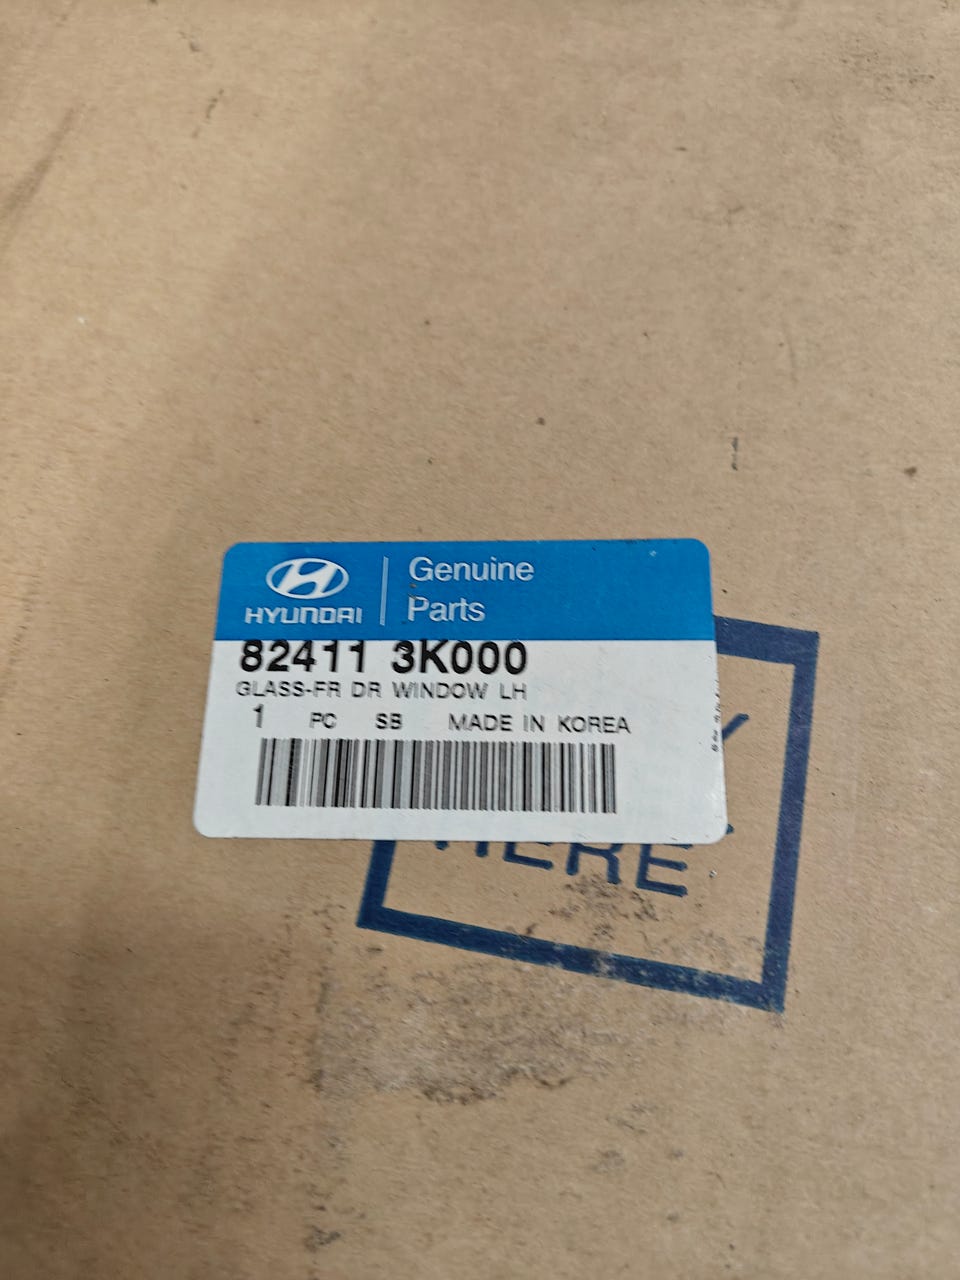 HYUNDAI
Genuine
Parts
82411 3K000
GLASS-FR DR WINDOW LH
1 PC SB MADE IN KOREA
HERE